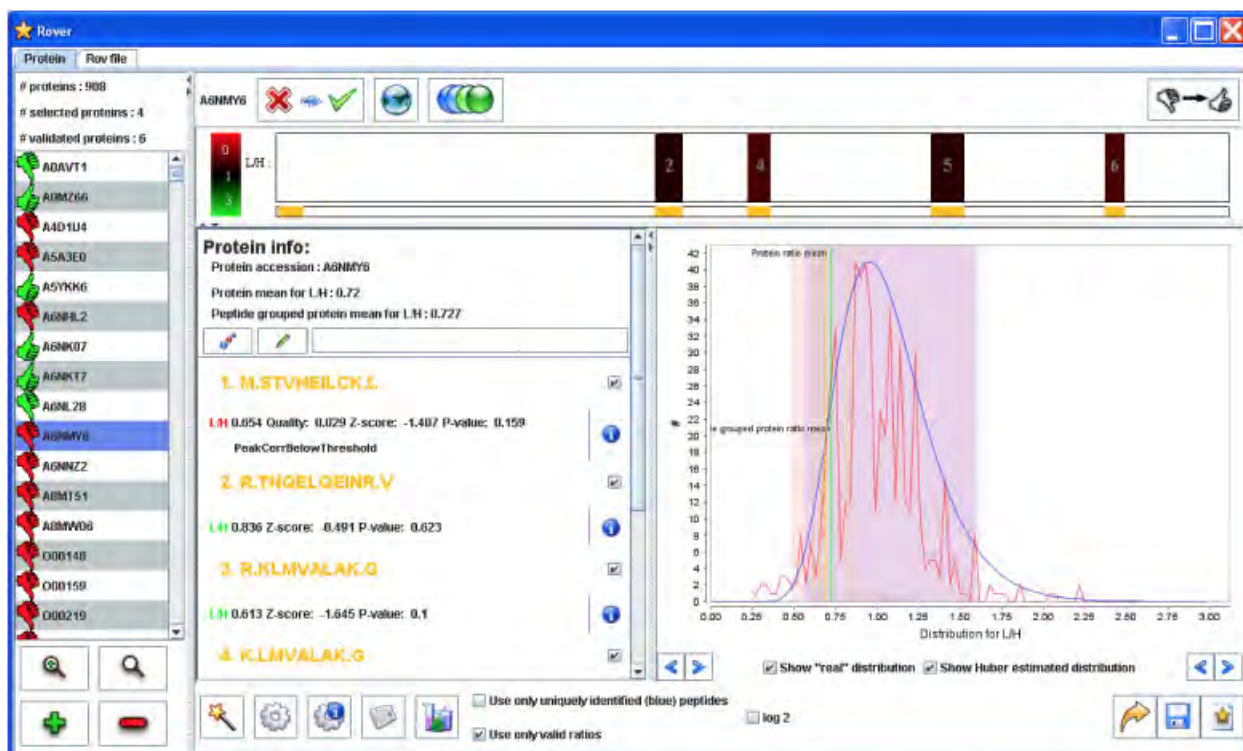 Rover
Protein Rov file
# proteins : 908
# selected proteins : 4
# validated proteins : 6
A0AVT1
A0MZ66
A4D1U4
A5A3E0
A5YKK6
A6NHL2
A6NK07
A6NKT7
A6NL28
A6NMY6
A6NNZ2
A8MT51
A8MW06
O00148
O00159
O00219
A6NMY6
0
1
3
L/H :
2 4 5 6
Protein info:
Protein accession : A6NMY6
Protein mean for L/H : 0.72
Peptide grouped protein mean for L/H : 0.727
1. M.STVHEILCK.L
L/H 0.654 Quality: 0.029 Z-score: -1.407 P-value: 0.159
PeakCorrBelowThreshold
2. R.TNQELQEINR.V
L/H 0.836 Z-score: -0.491 P-value: 0.623
3. R.KLMVALAK.G
L/H 0.613 Z-score: -1.645 P-value: 0.1
4. K.LMVALAK.G
Protein ratio mean
le grouped protein ratio mean
#
42
40
38
36
34
32
30
28
26
24
22
20
18
16
14
12
10
8
6
4
2
0
0.00 0.25 0.50 0.75 1.00 1.25 1.50 1.75 2.00 2.25 2.50 2.75 3.00
Distribution for L/H
Show "real" distribution Show Huber estimated distribution
Use only uniquely identified (blue) peptides
Use only valid ratios
log 2